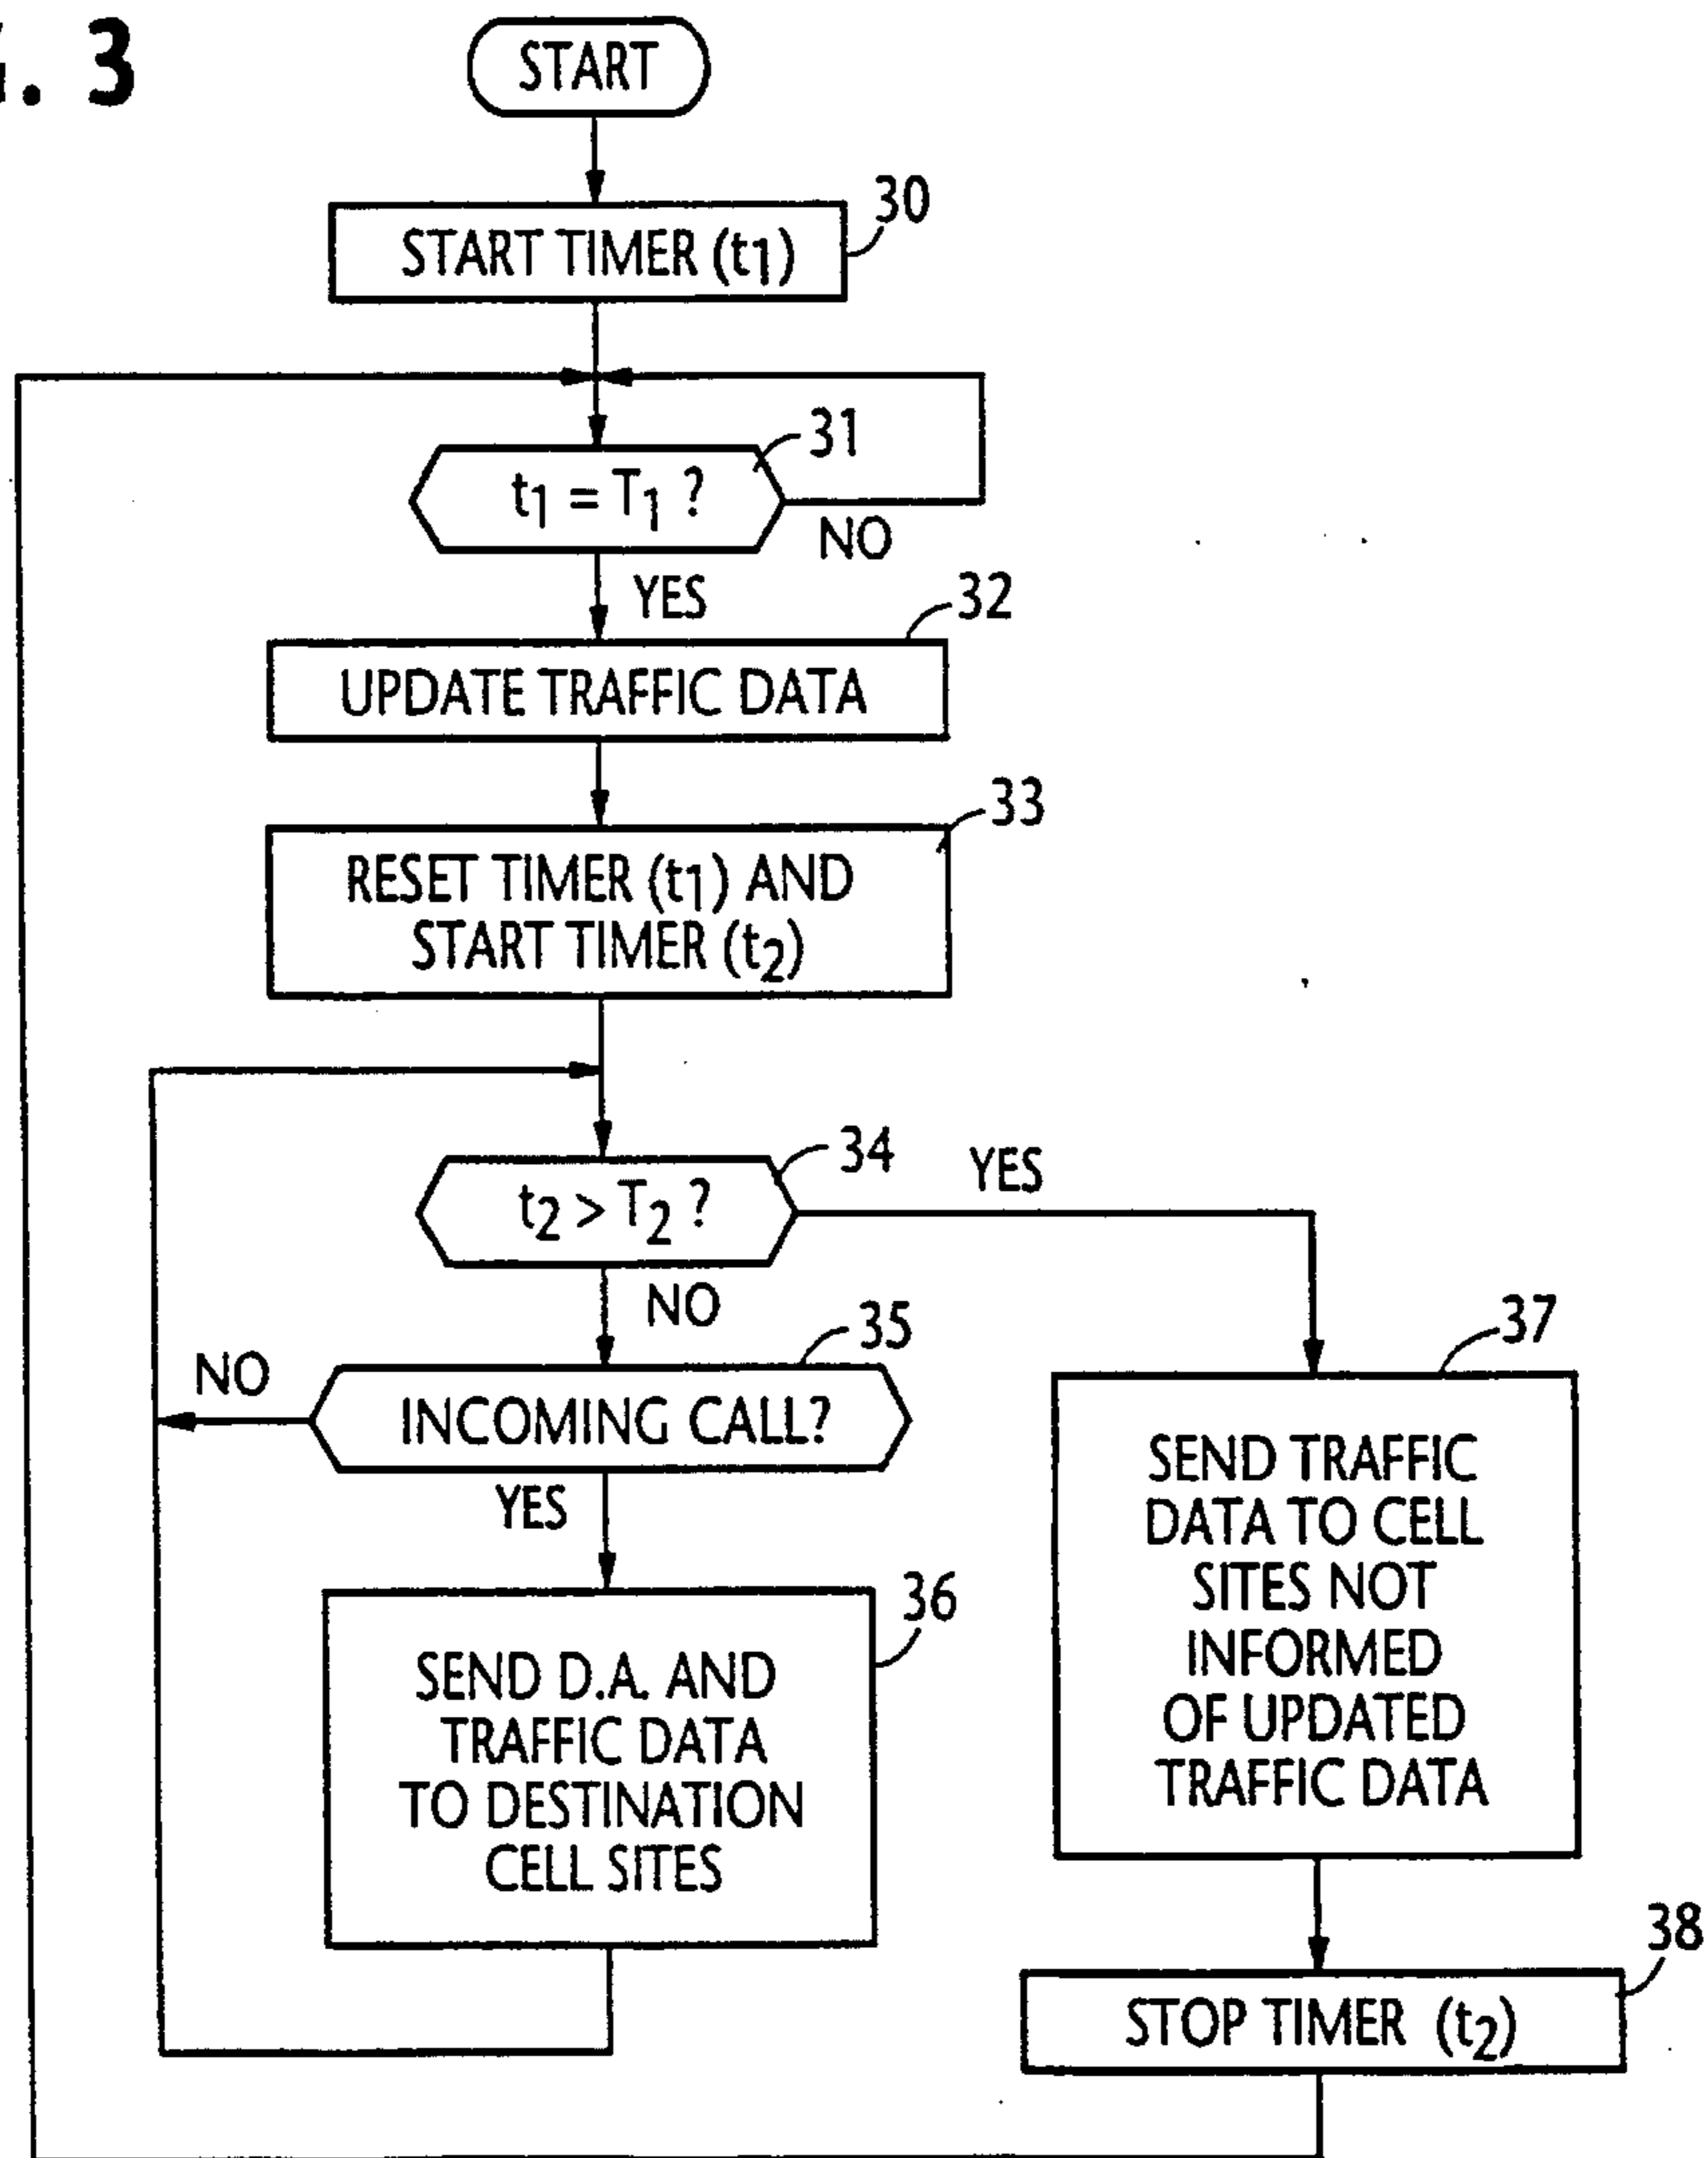 . 3
START
30
START TIMER (t1)
31
t1 = T1 ?
NO
YES
32
UPDATE TRAFFIC DATA
33
RESET TIMER (t1) AND
START TIMER (t2)
34
t2 > T2 ?
YES
NO
35
NO
INCOMING CALL?
YES
36
SEND D.A. AND
TRAFFIC DATA
TO DESTINATION
CELL SITES
37
SEND TRAFFIC
DATA TO CELL
SITES NOT
INFORMED
OF UPDATED
TRAFFIC DATA
38
STOP TIMER (t2)